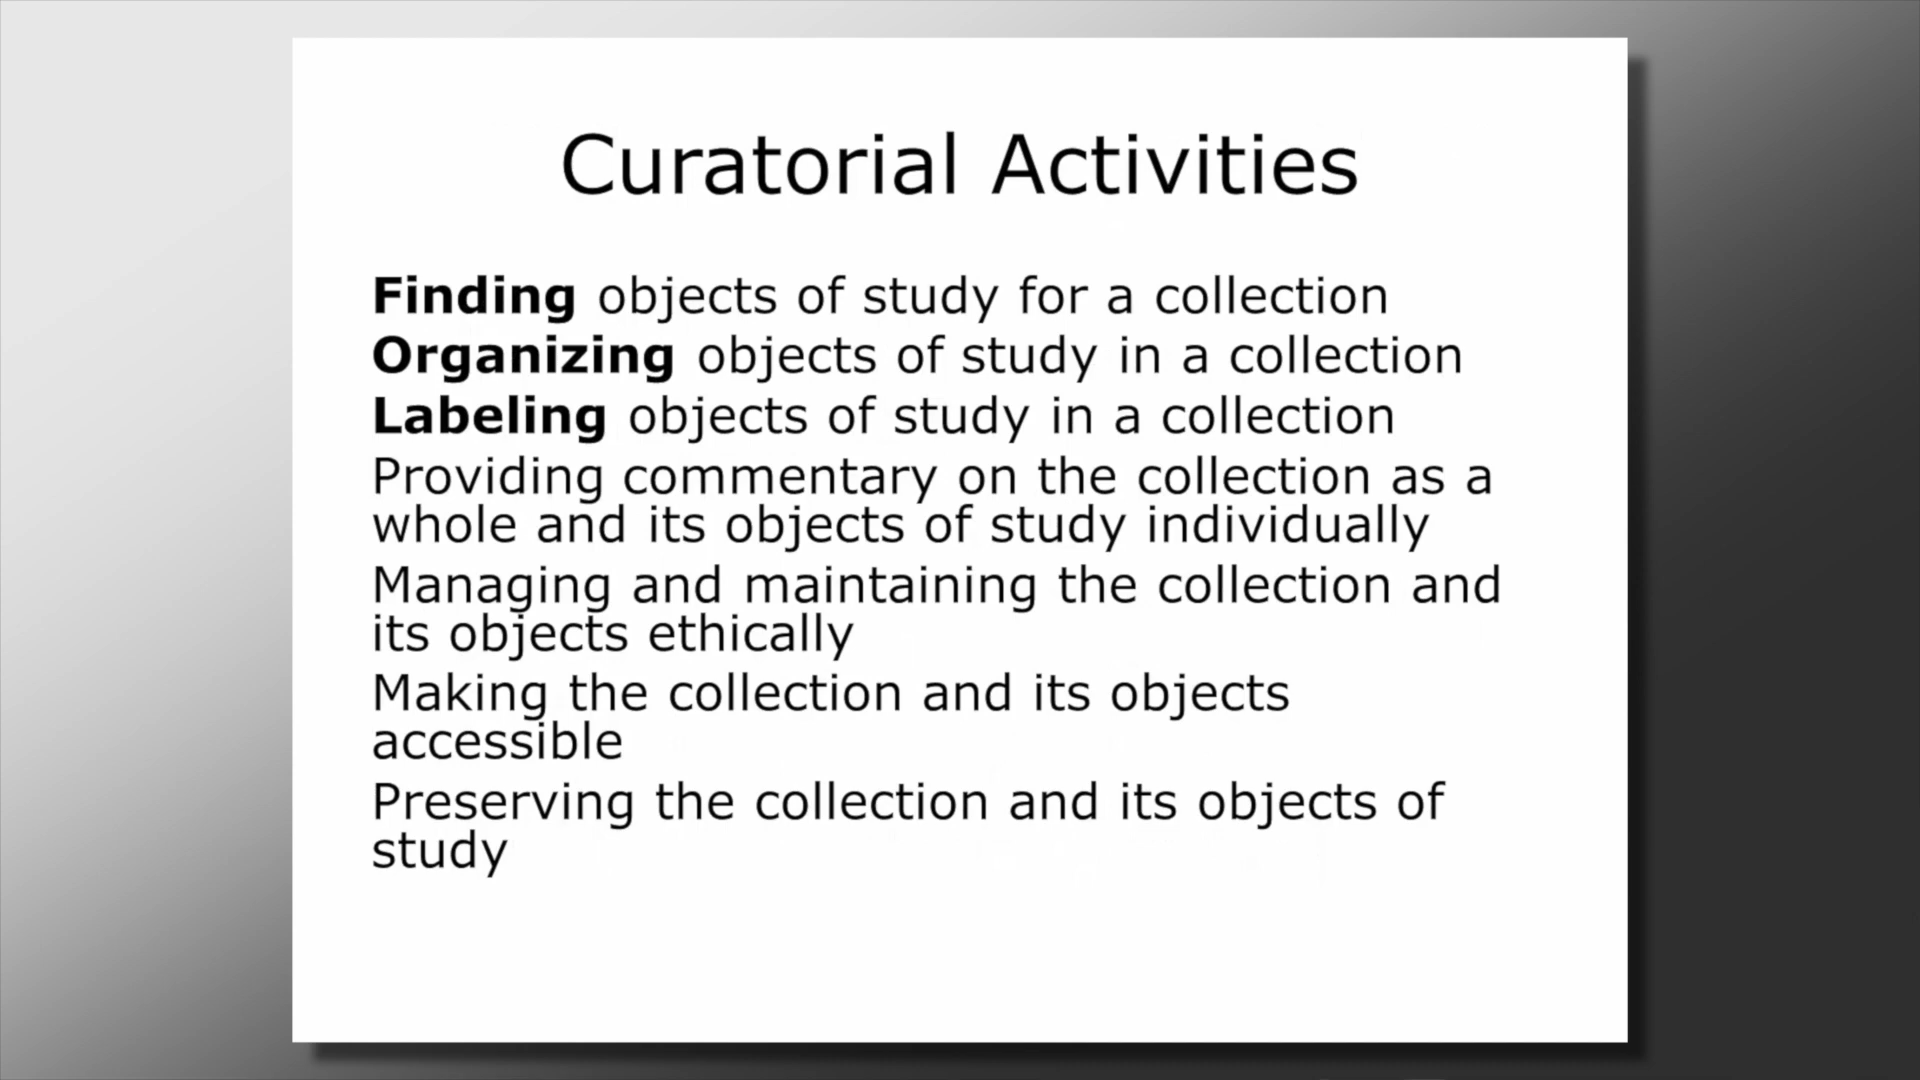 Curatorial Activities
Finding objects of study for a collection
Organizing objects of study in a collection
Labeling objects of study in a collection
Providing commentary on the collection as a
whole and its objects of study individually
Managing and maintaining the collection and
its objects ethically
Making the collection and its objects
accessible
Preserving the collection and its objects of
study